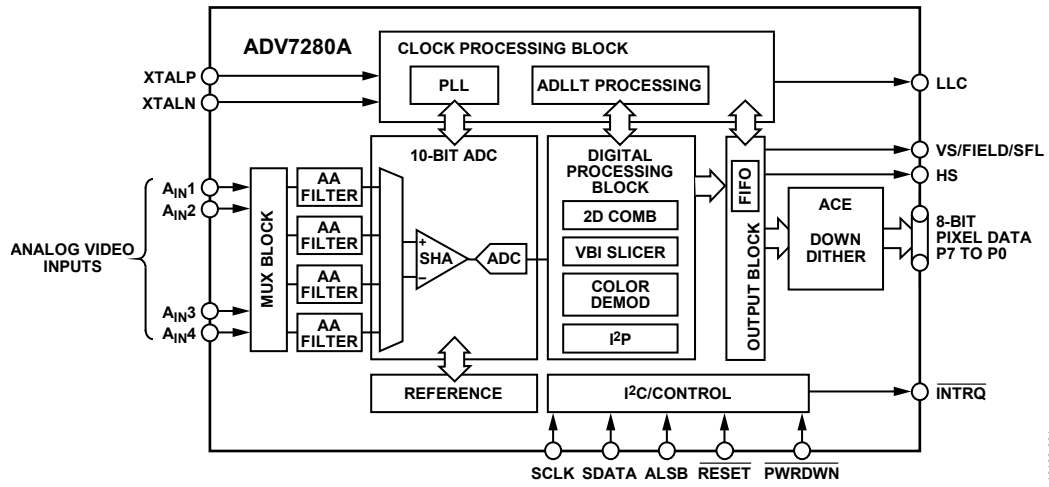 ADV7280A
CLOCK PROCESSING BLOCK
PLL
ADLLT PROCESSING
XTALP
XTALN
LLC
10-BIT ADC
DIGITAL
PROCESSING
BLOCK
2D COMB
VBI SLICER
COLOR
DEMOD
I²P
VS/FIELD/SFL
HS
FIFO
OUTPUT BLOCK
ACE
DOWN
DITHER
8-BIT
PIXEL DATA
P7 TO P0
ANALOG VIDEO
INPUTS
AIN1
AIN2
AIN3
AIN4
MUX BLOCK
AA
FILTER
AA
FILTER
AA
FILTER
AA
FILTER
+
SHA
–
ADC
REFERENCE
I²C/CONTROL
INTRQ
SCLK
SDATA
ALSB
RESET
PWRDWN